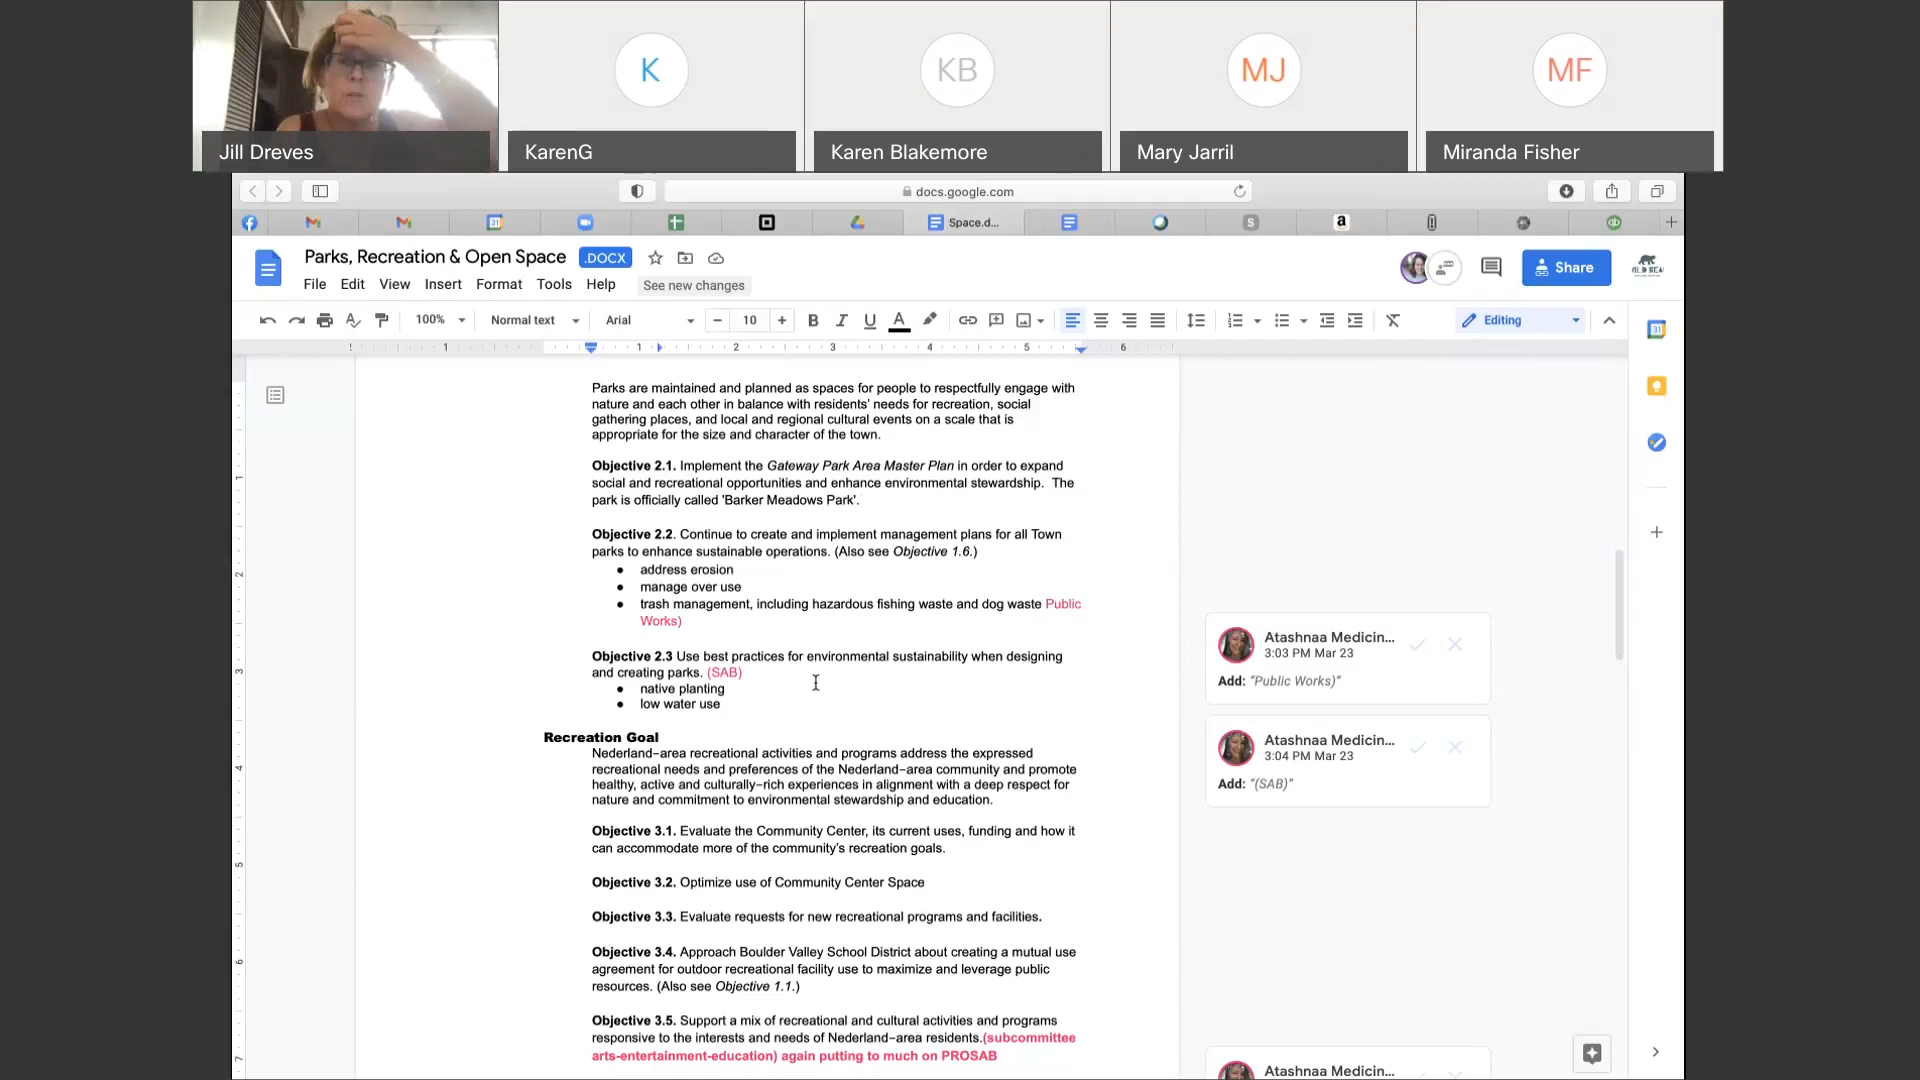 K
KB
MJ
MF
Jill Dreves
KarenG
Karen Blakemore
Mary Jarril
Miranda Fisher
docs.google.com
Space.d...
Parks, Recreation & Open Space
.DOCX
Share
File Edit View Insert Format Tools Help See new changes
100% Normal text Arial 10 Editing
1 1 2 3 4 5 6
Parks are maintained and planned as spaces for people to respectfully engage with
nature and each other in balance with residents' needs for recreation, social
gathering places, and local and regional cultural events on a scale that is
appropriate for the size and character of the town.
Objective 2.1. Implement the Gateway Park Area Master Plan in order to expand
social and recreational opportunities and enhance environmental stewardship. The
park is officially called 'Barker Meadows Park'.
Objective 2.2. Continue to create and implement management plans for all Town
parks to enhance sustainable operations. (Also see Objective 1.6.)
● address erosion
● manage over use
● trash management, including hazardous fishing waste and dog waste Public
Works)
Objective 2.3 Use best practices for environmental sustainability when designing
and creating parks. (SAB)
● native planting
● low water use
Recreation Goal
Nederland–area recreational activities and programs address the expressed
recreational needs and preferences of the Nederland–area community and promote
healthy, active and culturally–rich experiences in alignment with a deep respect for
nature and commitment to environmental stewardship and education.
Objective 3.1. Evaluate the Community Center, its current uses, funding and how it
can accommodate more of the community's recreation goals.
Objective 3.2. Optimize use of Community Center Space
Objective 3.3. Evaluate requests for new recreational programs and facilities.
Objective 3.4. Approach Boulder Valley School District about creating a mutual use
agreement for outdoor recreational facility use to maximize and leverage public
resources. (Also see Objective 1.1.)
Objective 3.5. Support a mix of recreational and cultural activities and programs
responsive to the interests and needs of Nederland–area residents.(subcommittee
arts-entertainment-education) again putting to much on PROSAB
Atashnaa Medicin...
3:03 PM Mar 23
Add: "Public Works)"
Atashnaa Medicin...
3:04 PM Mar 23
Add: "(SAB)"
Atashnaa Medicin...